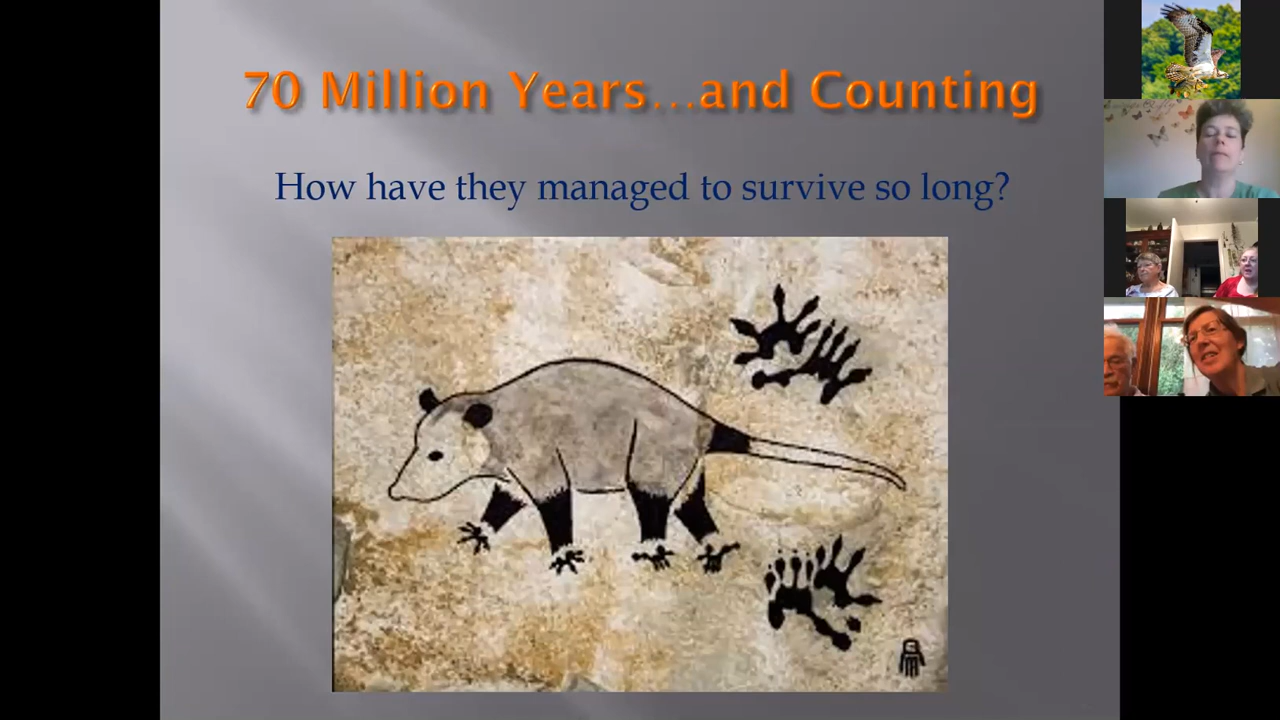 70 Million Years...and Counting
How have they managed to survive so long?